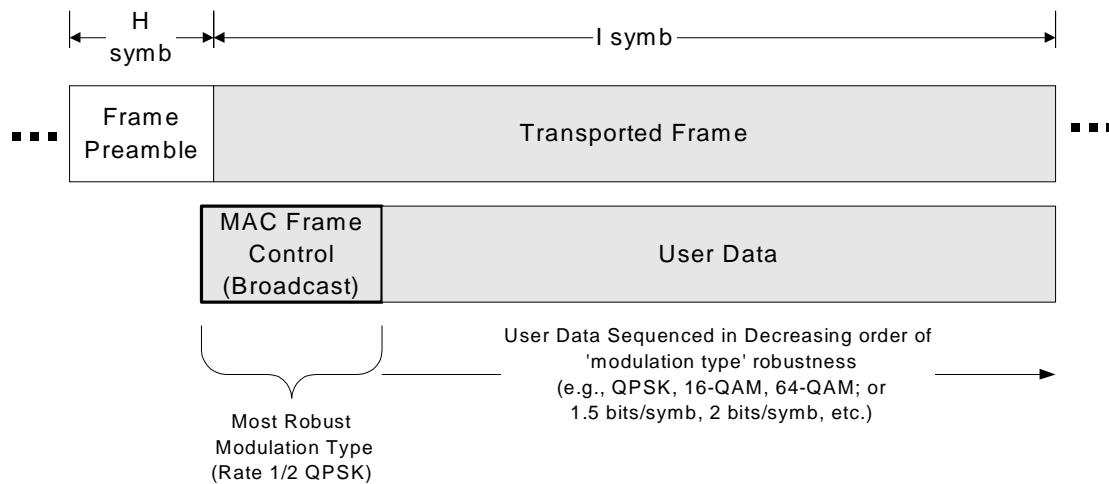 H
symb
I symb
Frame
Preamble
Transported Frame
MAC Frame
Control
(Broadcast)
User Data
User Data Sequenced in Decreasing order of
'modulation type' robustness
(e.g., QPSK, 16-QAM, 64-QAM; or
1.5 bits/symb, 2 bits/symb, etc.)
Most Robust
Modulation Type
(Rate 1/2 QPSK)